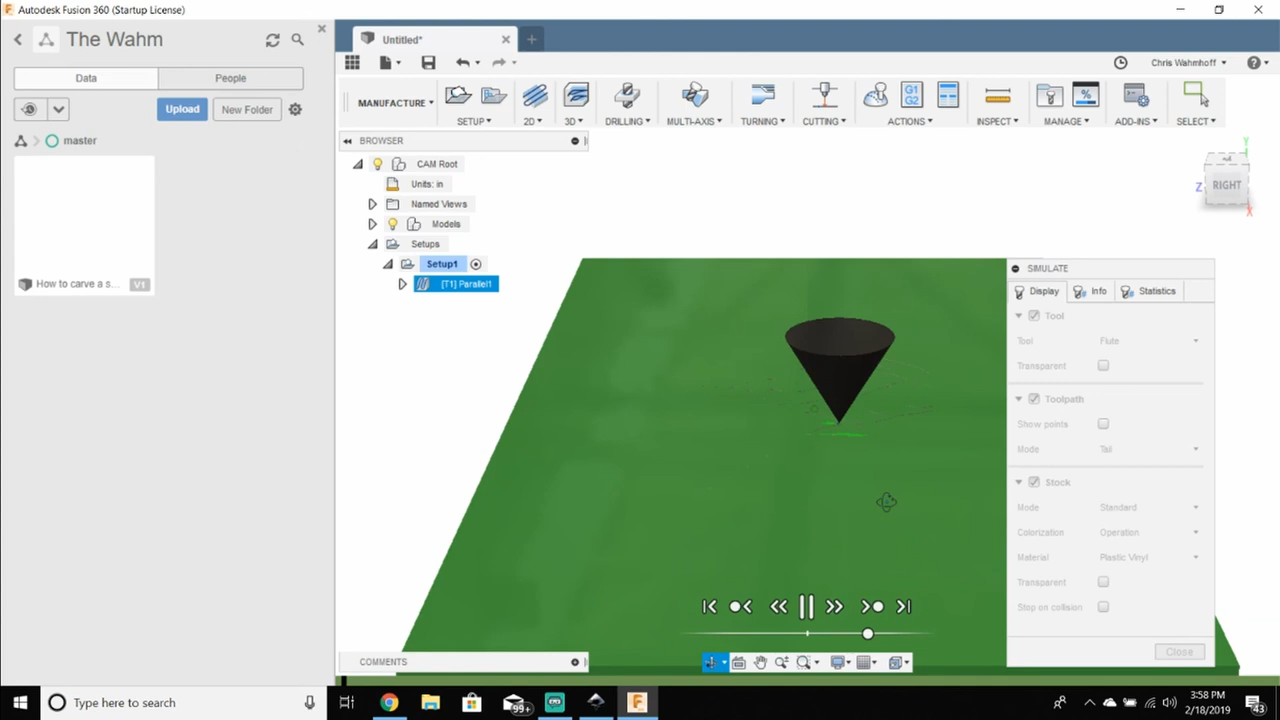 Autodesk Fusion 360 (Startup License)
The Wahm
Data
People
Upload
New Folder
master
How to carve a s...
V1
Untitled*
Chris Wahmhoff
MANUFACTURE
SETUP
2D
3D
DRILLING
MULTI-AXIS
TURNING
CUTTING
G1
G2
ACTIONS
INSPECT
%
MANAGE
ADD-INS
SELECT
BROWSER
CAM Root
Units: in
Named Views
Models
Setups
Setup1
[T1] Parallel1
Y
Z
RIGHT
X
SIMULATE
Display
Info
Statistics
Tool
Tool Flute
Transparent
Toolpath
Show points
Mode Tail
Stock
Mode Standard
Colorization Operation
Material Plastic Vinyl
Transparent
Stop on collision
Close
COMMENTS
Type here to search
99+
3:58 PM
2/18/2019
43